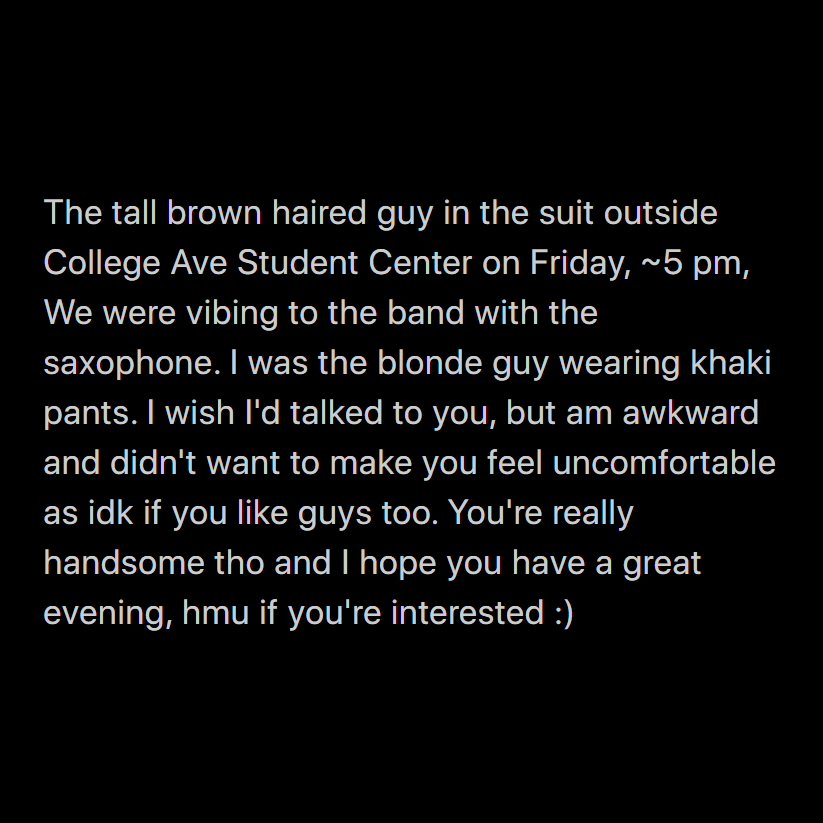 The tall brown haired guy in the suit outside
College Ave Student Center on Friday, ~5 pm,
We were vibing to the band with the
saxophone. I was the blonde guy wearing khaki
pants. I wish I'd talked to you, but am awkward
and didn't want to make you feel uncomfortable
as idk if you like guys too. You're really
handsome tho and I hope you have a great
evening, hmu if you're interested :)